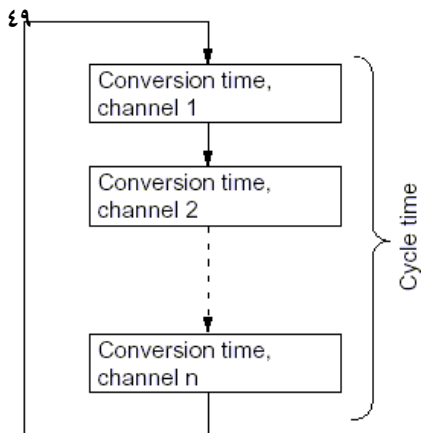 ٤٩
Conversion time,
channel 1
Conversion time,
channel 2
Conversion time,
channel n
Cycle time